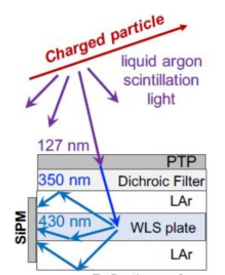 Charged particle
liquid argon
scintillation
light
127 nm
PTP
350 nm
Dichroic Filter
LAr
SiPM
430 nm
WLS plate
LAr